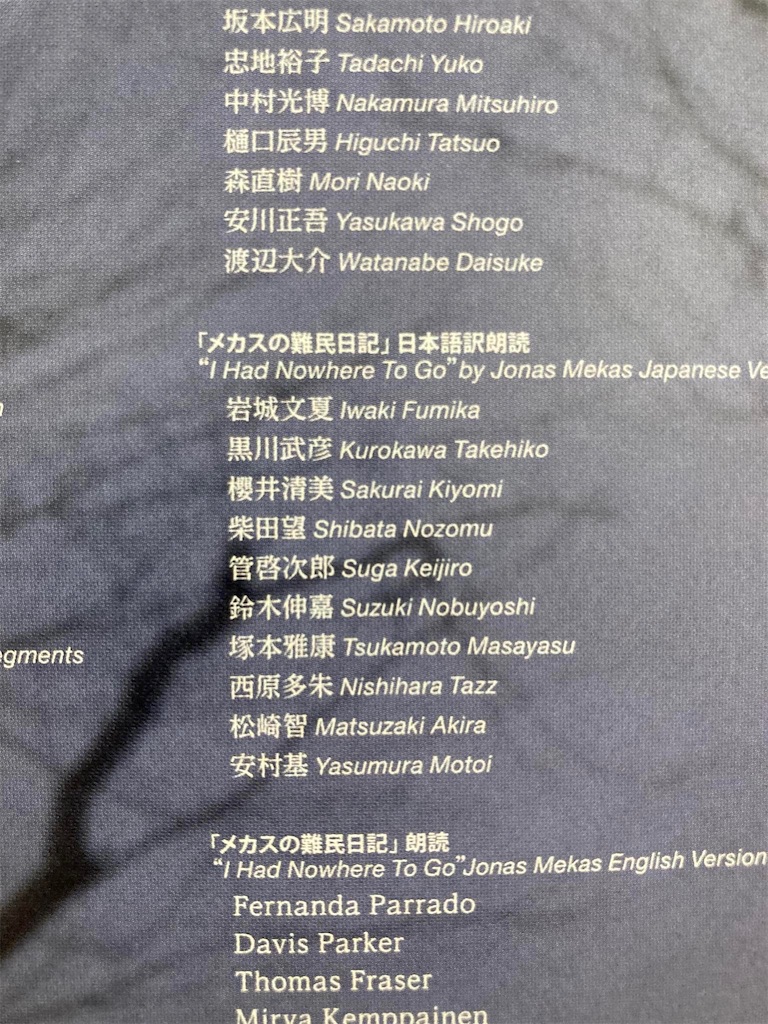 坂本広明 Sakamoto Hiroaki
忠地裕子 Tadachi Yuko
中村光博 Nakamura Mitsuhiro
樋口辰男 Higuchi Tatsuo
森直樹 Mori Naoki
安川正吾 Yasukawa Shogo
渡辺大介 Watanabe Daisuke
「メカスの難民日記」日本語訳朗読
“I Had Nowhere To Go”by Jonas Mekas Japanese Ve
岩城文夏 Iwaki Fumika
黒川武彦 Kurokawa Takehiko
櫻井清美 Sakurai Kiyomi
柴田望 Shibata Nozomu
管啓次郎 Suga Keijiro
鈴木伸嘉 Suzuki Nobuyoshi
egments
塚本雅康 Tsukamoto Masayasu
西原多朱 Nishihara Tazz
松崎智 Matsuzaki Akira
安村基 Yasumura Motoi
「メカスの難民日記」朗読
“I Had Nowhere To Go”Jonas Mekas English Version
Fernanda Parrado
Davis Parker
Thomas Fraser
Mirva Kemppainen